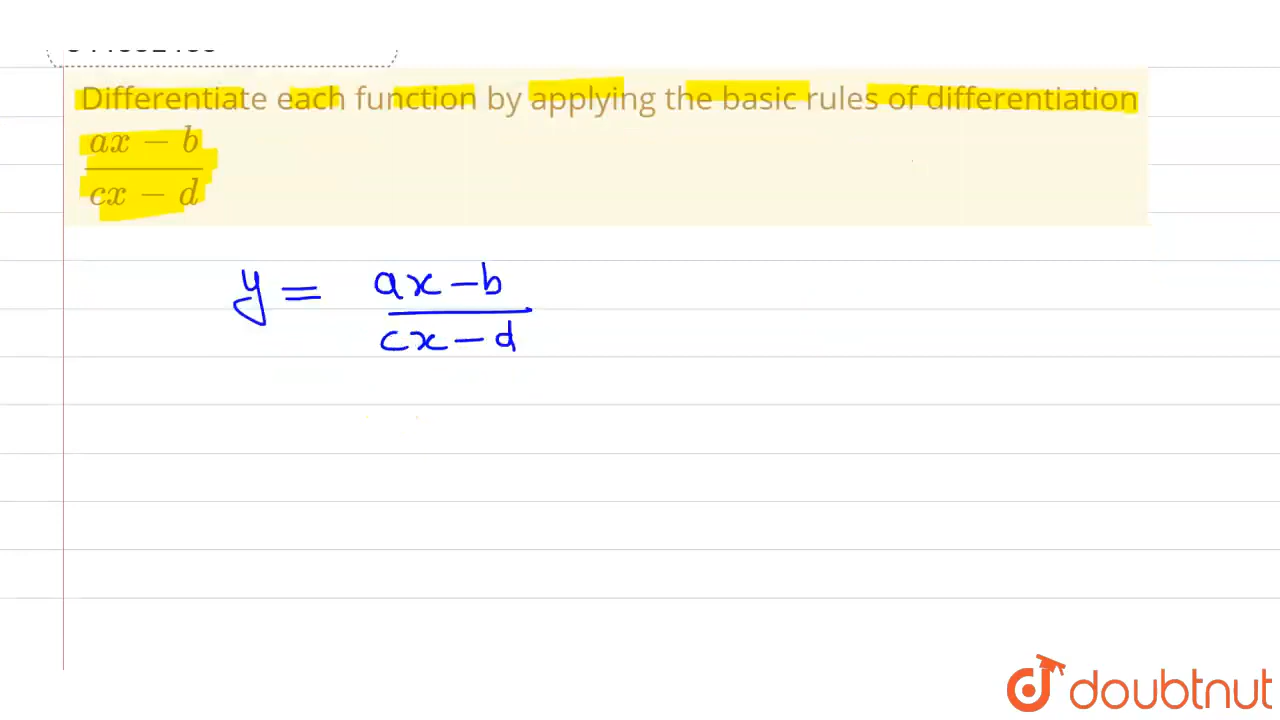 Differentiate each function by applying the basic rules of differentiation
ax − b
cx − d
y = ax − b
cx − d
doubtnut